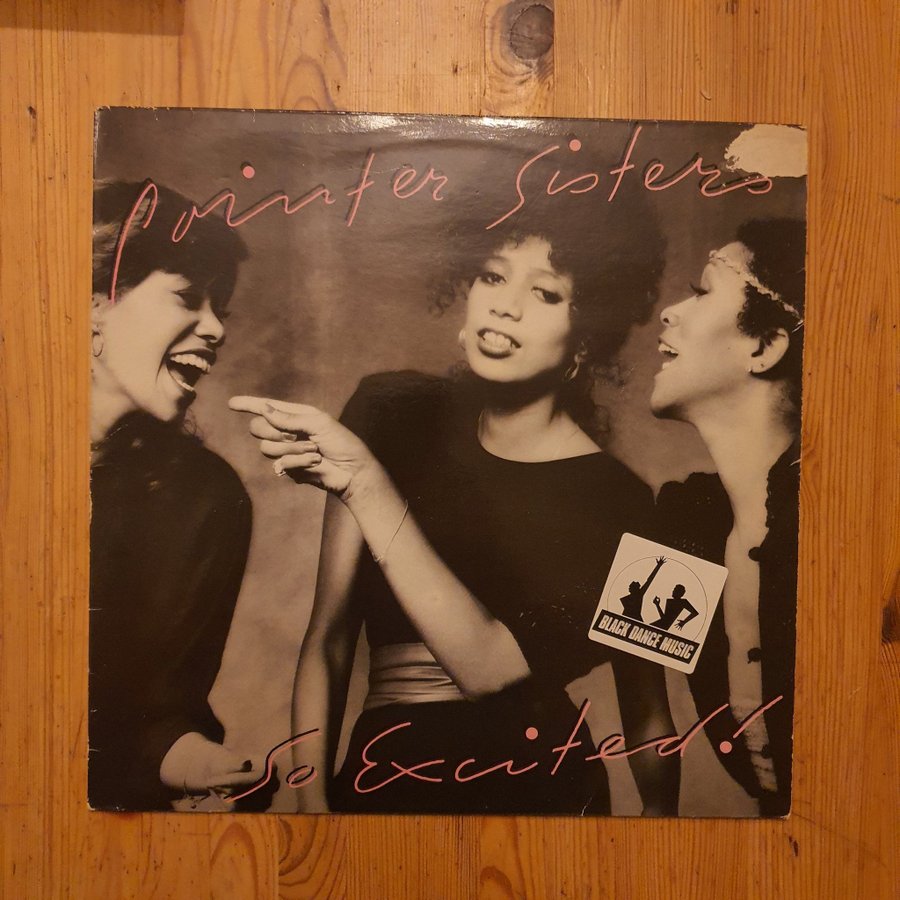 Pointer Sisters
BLACK DANCE MUSIC
So Excited!